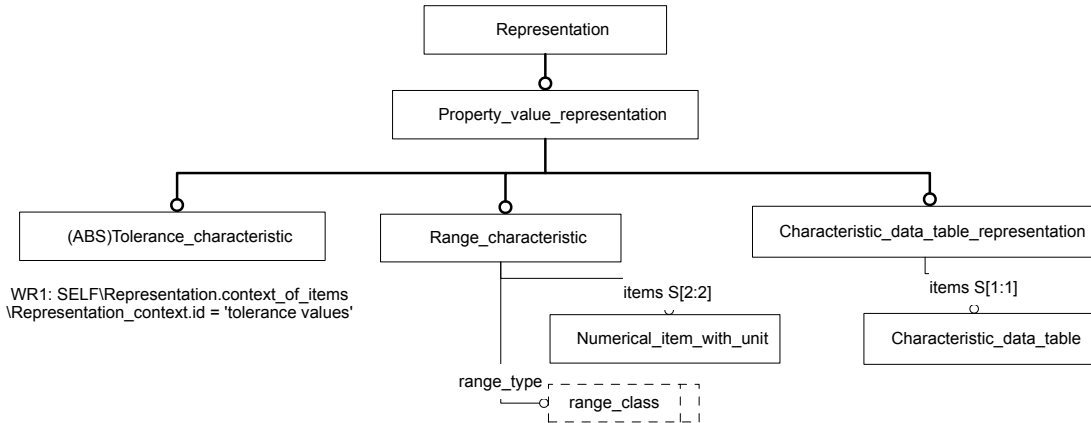 Representation
Property_value_representation
(ABS)Tolerance_characteristic
Range_characteristic
Characteristic_data_table_representation
WR1: SELF\Representation.context_of_items
\Representation_context.id = 'tolerance values'
items S[2:2]
items S[1:1]
Numerical_item_with_unit
Characteristic_data_table
range_type
range_class